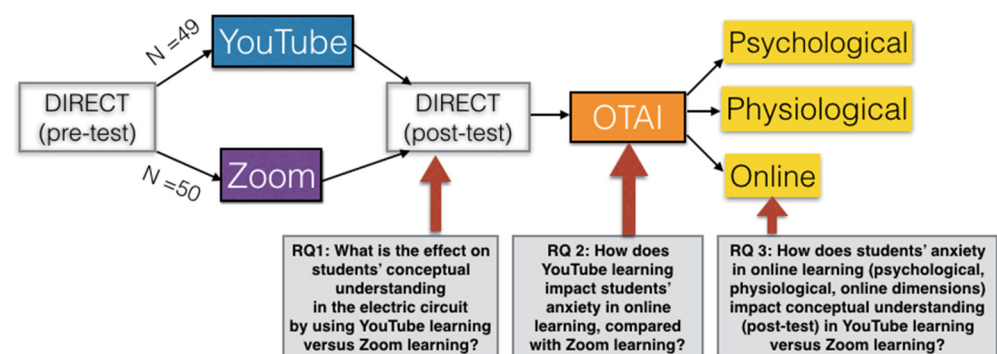 N =49
YouTube
DIRECT
(pre-test)
N =50
Zoom
DIRECT
(post-test)
OTAI
Psychological
Physiological
Online
RQ1: What is the effect on
students’ conceptual
understanding
in the electric circuit
by using YouTube learning
versus Zoom learning?
RQ 2: How does
YouTube learning
impact students’
anxiety in online
learning, compared
with Zoom learning?
RQ 3: How does students’ anxiety
in online learning (psychological,
physiological, online dimensions)
impact conceptual understanding
(post-test) in YouTube learning
versus Zoom learning?